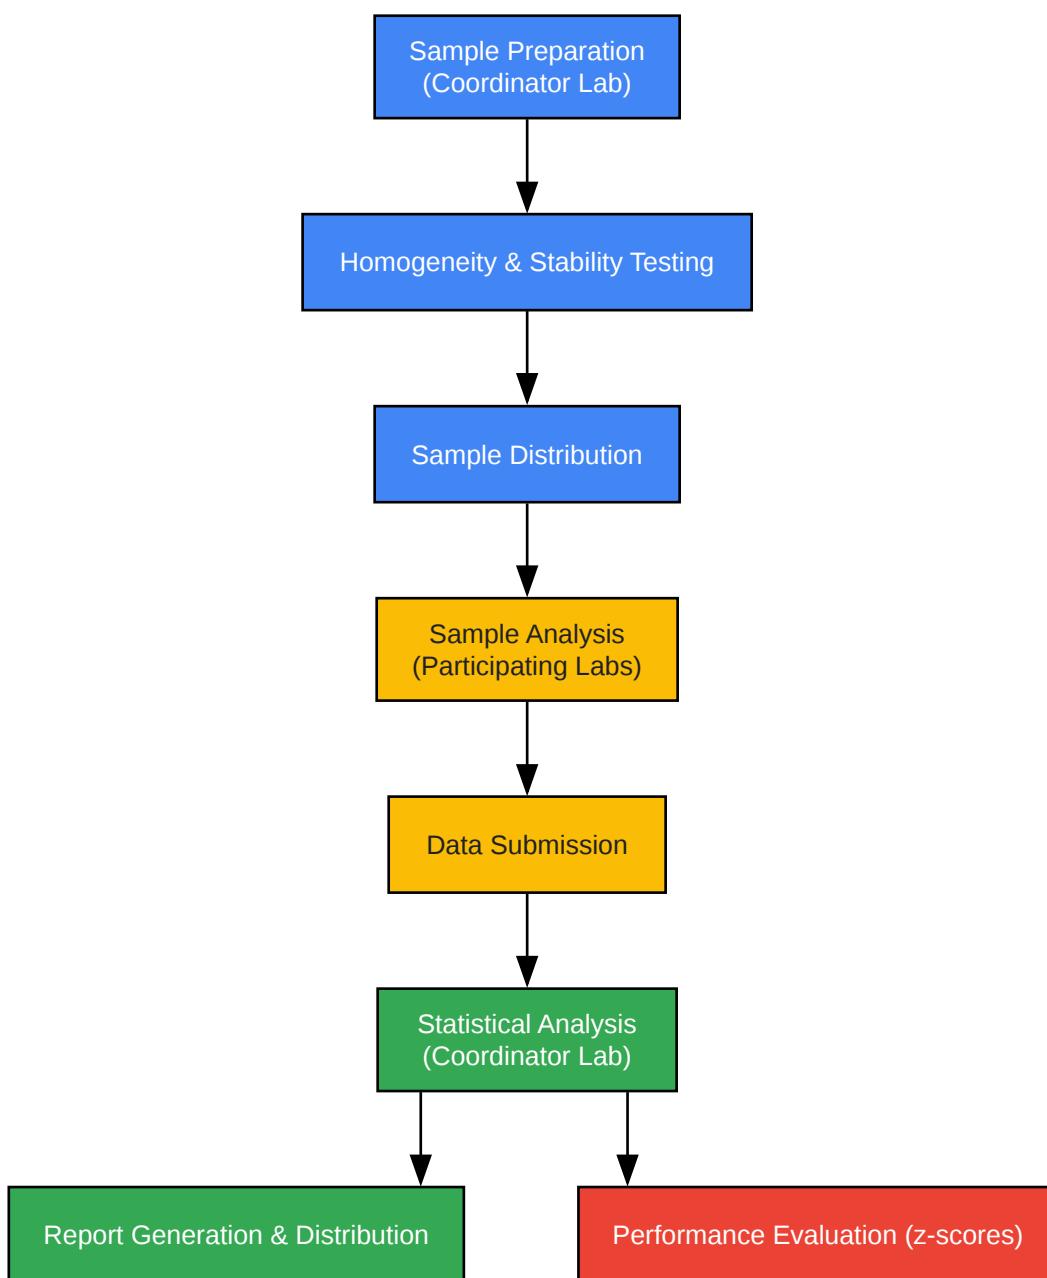 Sample Preparation
(Coordinator Lab)
Homogeneity & Stability Testing
Sample Distribution
Sample Analysis
(Participating Labs)
Data Submission
Statistical Analysis
(Coordinator Lab)
Report Generation & Distribution
Performance Evaluation (z-scores)